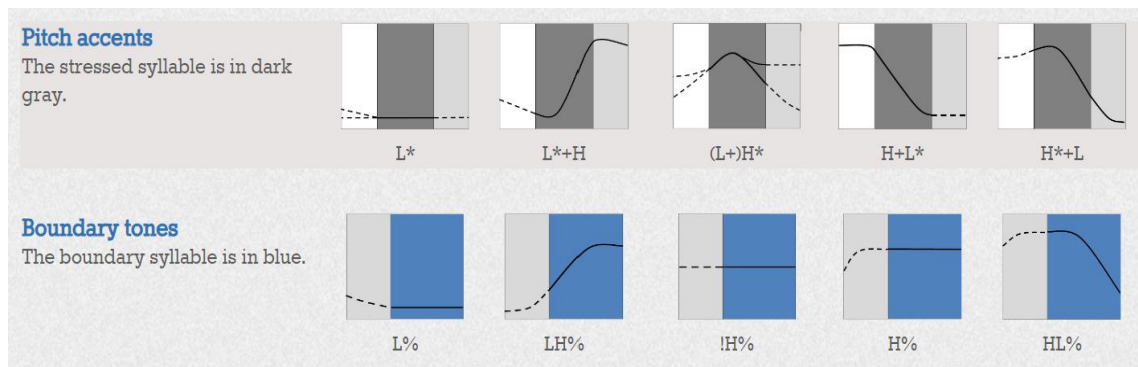 Pitch accents
The stressed syllable is in dark
gray.
L* L*+H (L+)H* H+L* H*+L
Boundary tones
The boundary syllable is in blue.
L% LH% !H% H% HL%